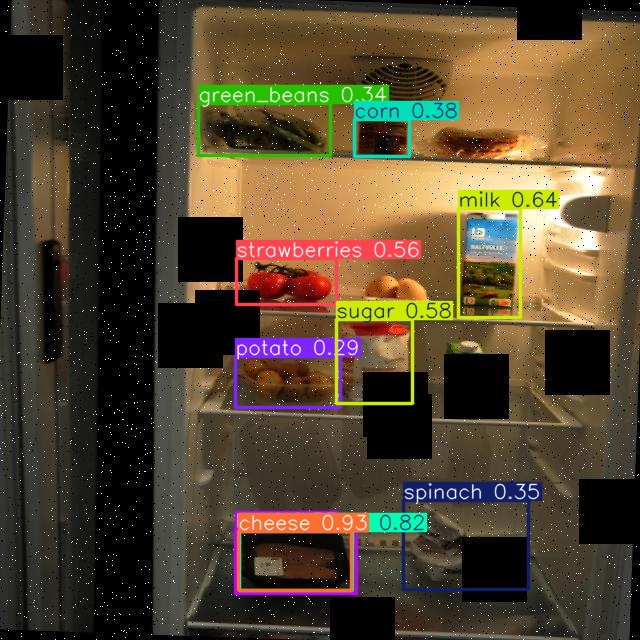 green_beans 0.34
corn 0.38
milk 0.64
strawberries 0.56
sugar 0.58
potato 0.29
spinach 0.35
cheese 0.93
0.82